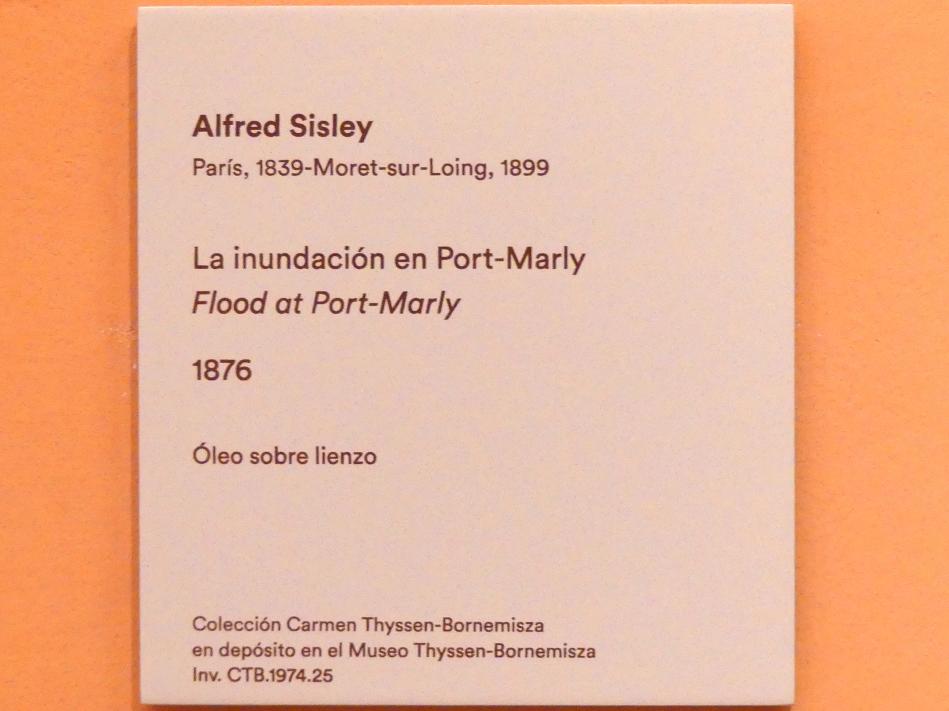 Alfred Sisley
París, 1839-Moret-sur-Loing, 1899
La inundación en Port-Marly
Flood at Port-Marly
1876
Óleo sobre lienzo
Colección Carmen Thyssen-Bornemisza
en depósito en el Museo Thyssen-Bornemisza
Inv. CTB.1974.25